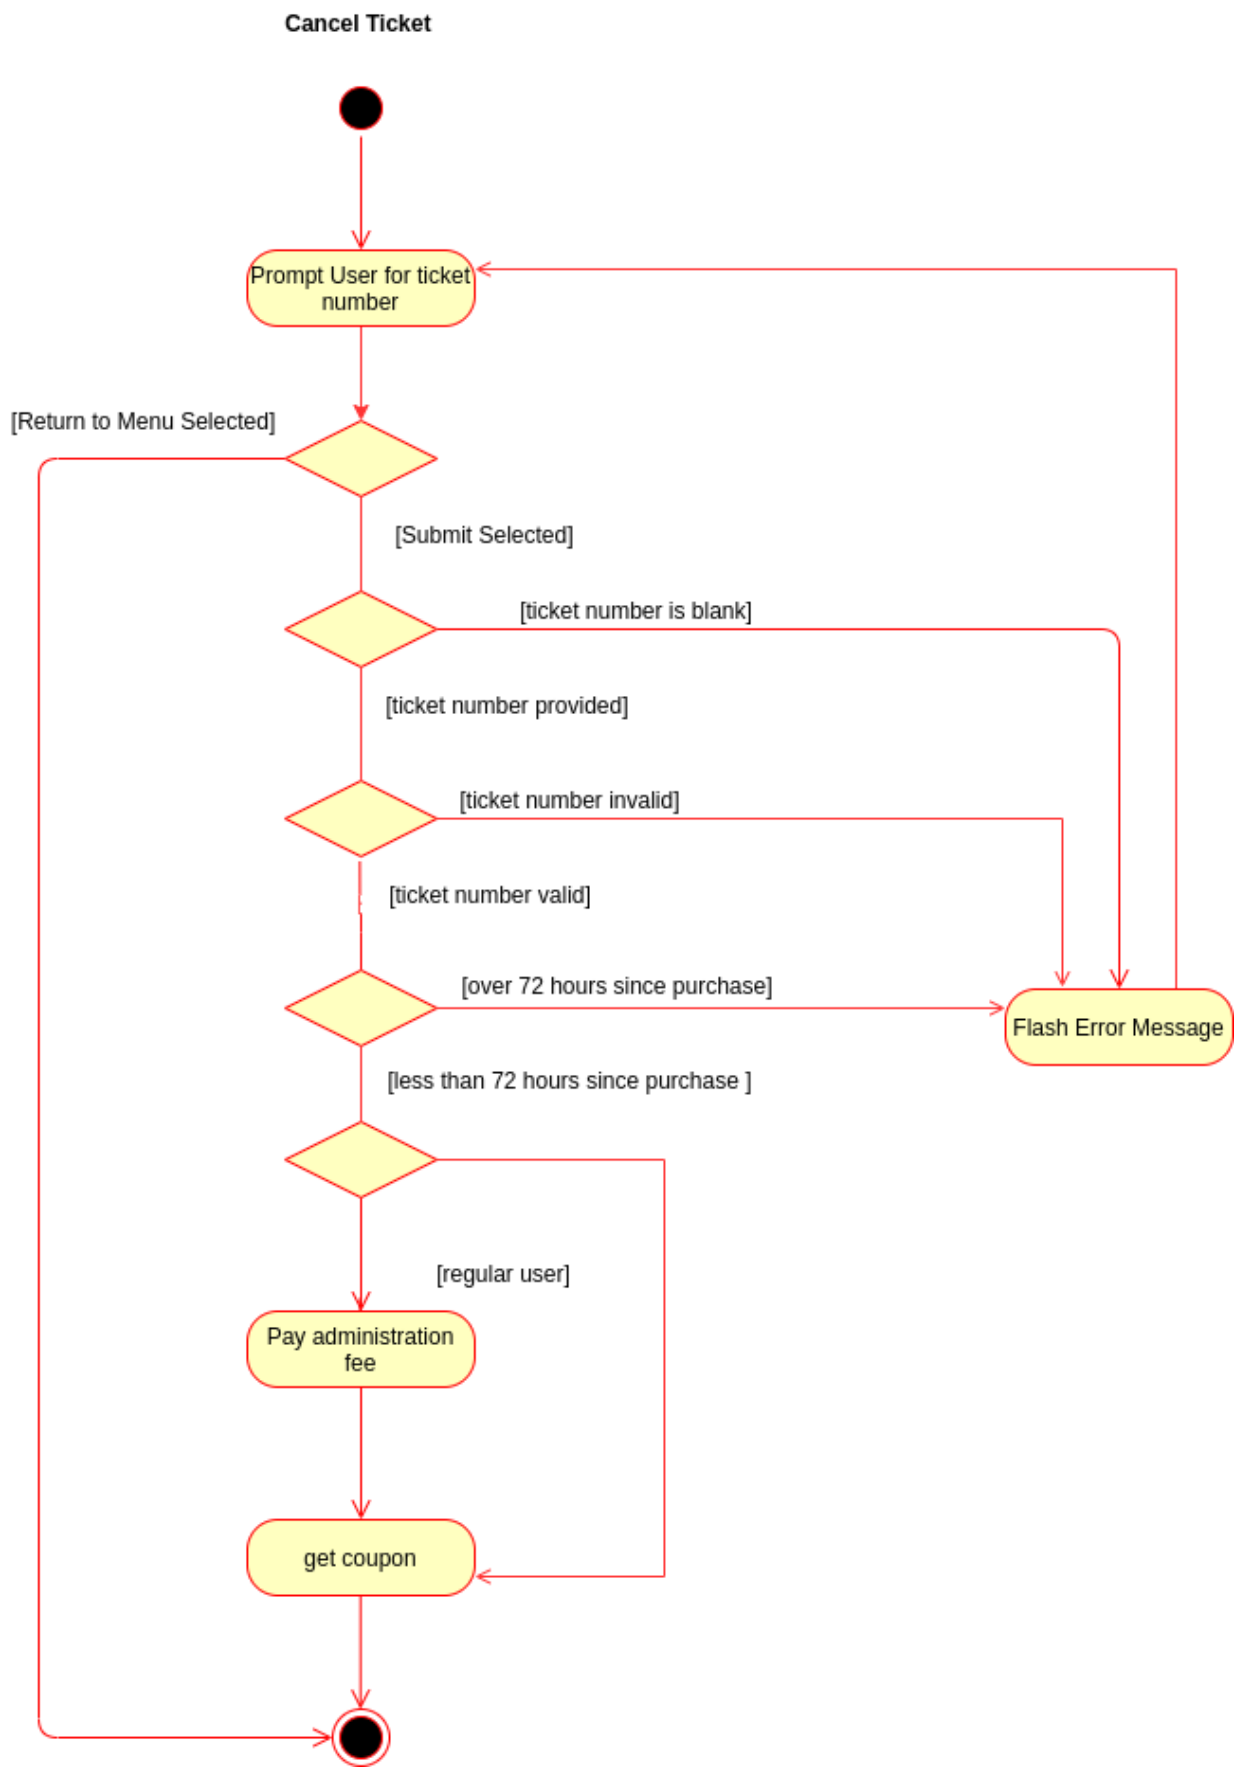 Cancel Ticket
Prompt User for ticket
number
[Return to Menu Selected]
[Submit Selected]
[ticket number is blank]
[ticket number provided]
[ticket number invalid]
[ticket number valid]
[over 72 hours since purchase]
Flash Error Message
[less than 72 hours since purchase ]
[regular user]
Pay administration
fee
get coupon